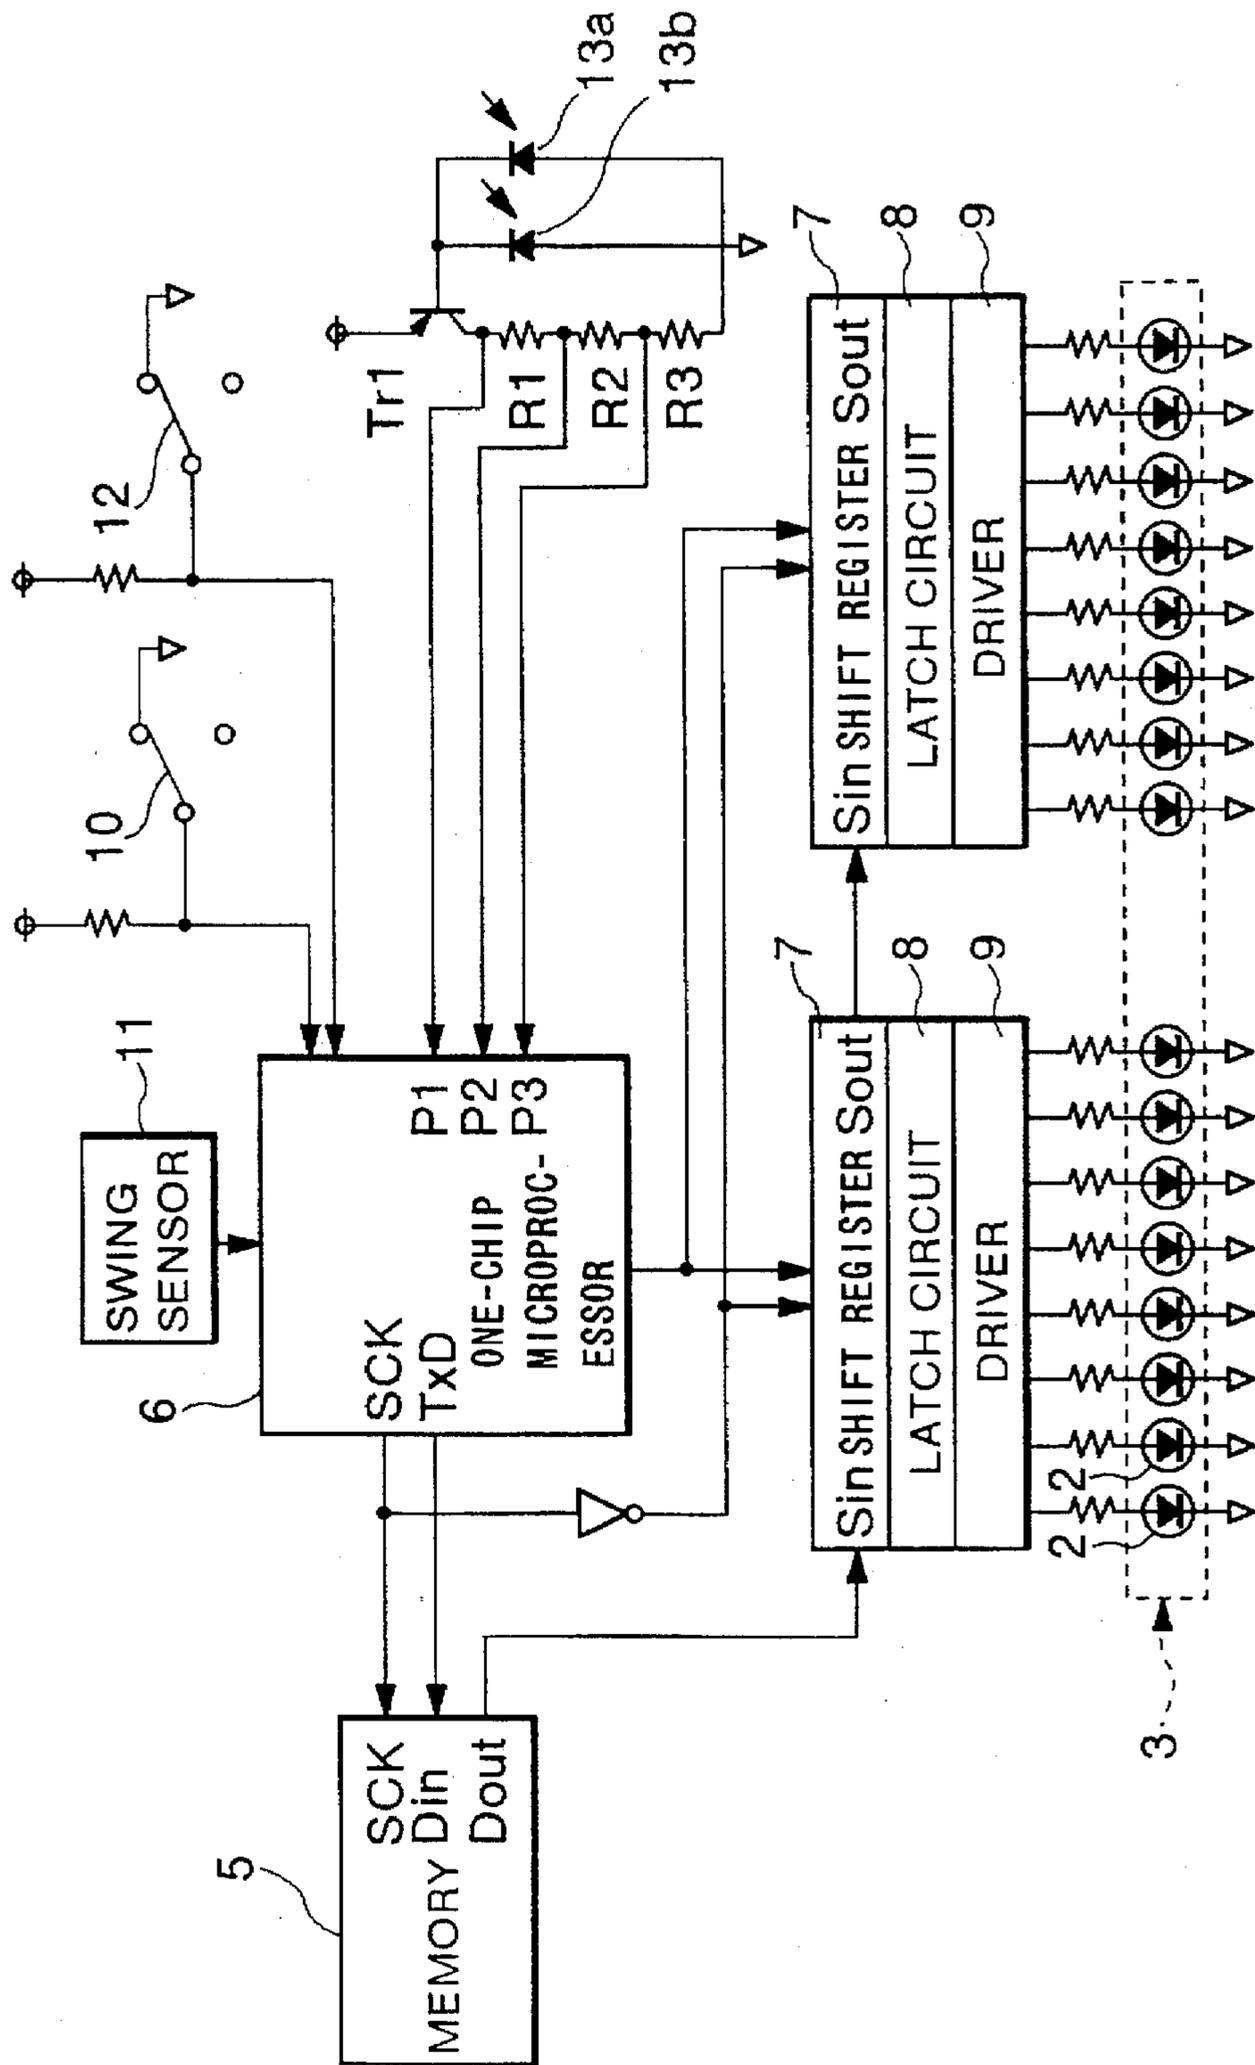 11
SWING
SENSOR
10
12
6
SCK
TxD
P1
P2
P3
ONE-CHIP
MICROPROC-
ESSOR
Tr1
R1
R2
R3
13a
13b
5
SCK
Din
MEMORY
Dout
7
Sin SHIFT REGISTER Sout
8
LATCH CIRCUIT
9
DRIVER
7
Sin SHIFT REGISTER Sout
8
LATCH CIRCUIT
9
DRIVER
2
2
3